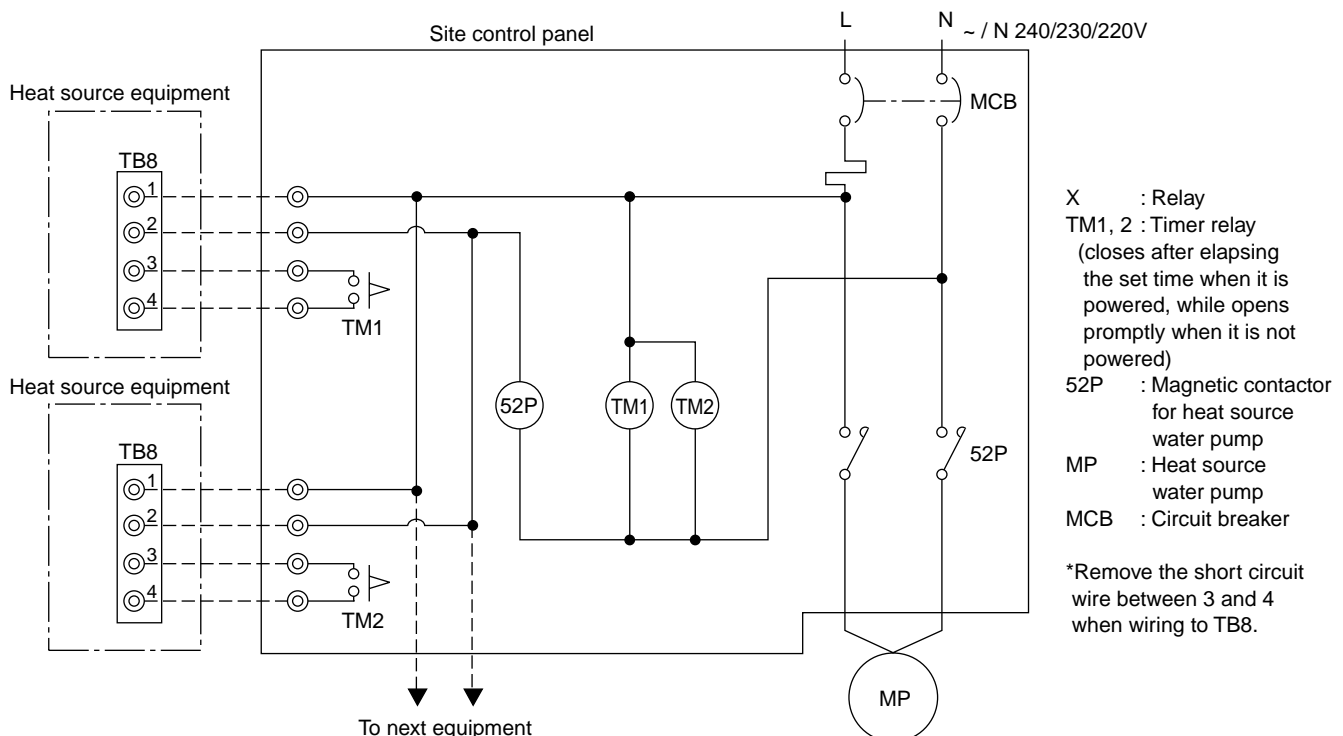 Site control panel
L
N
~ / N 240/230/220V
MCB
Heat source equipment
TB8
1
2
3
4
TM1
52P
TM1
TM2
52P
Heat source equipment
TB8
1
2
3
4
TM2
To next equipment
MP
X : Relay
TM1, 2 : Timer relay
(closes after elapsing
the set time when it is
powered, while opens
promptly when it is not
powered)
52P : Magnetic contactor
for heat source
water pump
MP : Heat source
water pump
MCB : Circuit breaker
*Remove the short circuit
wire between 3 and 4
when wiring to TB8.